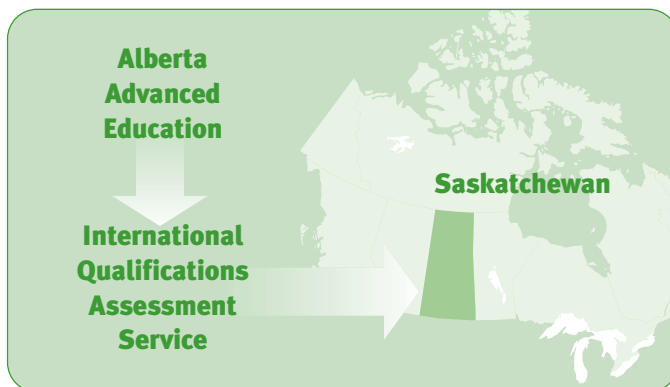 Alberta
Advanced
Education
Saskatchewan
International
Qualifications
Assessment
Service